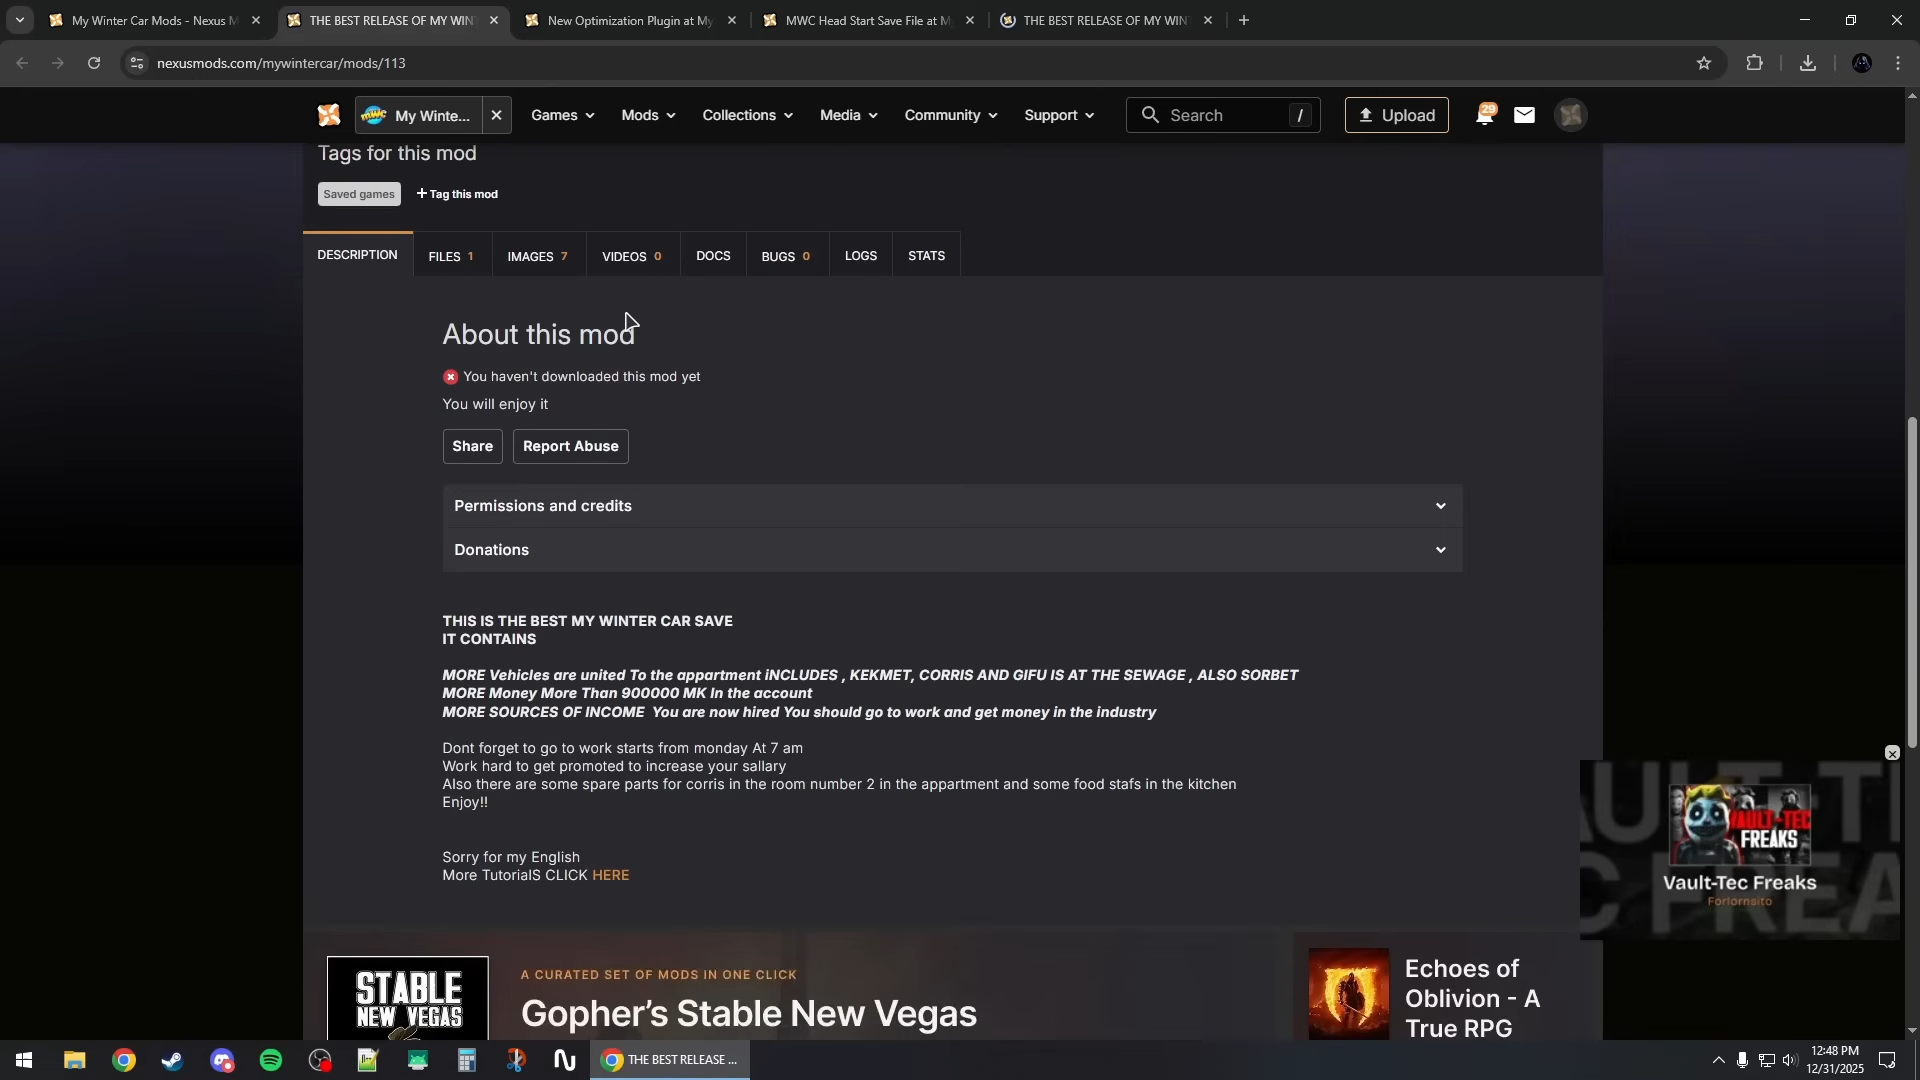 My Winter Car Mods - Nexus M
THE BEST RELEASE OF MY WIN
New Optimization Plugin at My
MWC Head Start Save File at M
THE BEST RELEASE OF MY WIN
nexusmods.com/mywintercar/mods/113
My Winte...
Games
Mods
Collections
Media
Community
Support
Search
/
Upload
29
Tags for this mod
Saved games
+ Tag this mod
DESCRIPTION
FILES 1
IMAGES 7
VIDEOS 0
DOCS
BUGS 0
LOGS
STATS
About this mod
You haven't downloaded this mod yet
You will enjoy it
Share
Report Abuse
Permissions and credits
Donations
THIS IS THE BEST MY WINTER CAR SAVE
IT CONTAINS
MORE Vehicles are united To the appartment iNCLUDES , KEKMET, CORRIS AND GIFU IS AT THE SEWAGE , ALSO SORBET
MORE Money More Than 900000 MK In the account
MORE SOURCES OF INCOME You are now hired You should go to work and get money in the industry
Dont forget to go to work starts from monday At 7 am
Work hard to get promoted to increase your sallary
Also there are some spare parts for corris in the room number 2 in the appartment and some food stafs in the kitchen
Enjoy!!
Sorry for my English
More TutorialS CLICK HERE
VAULT-TEC
FREAKS
Vault-Tec Freaks
Forlornsito
STABLE
NEW VEGAS
A CURATED SET OF MODS IN ONE CLICK
Gopher's Stable New Vegas
Echoes of
Oblivion - A
True RPG
THE BEST RELEASE ...
12:48 PM
12/31/2025